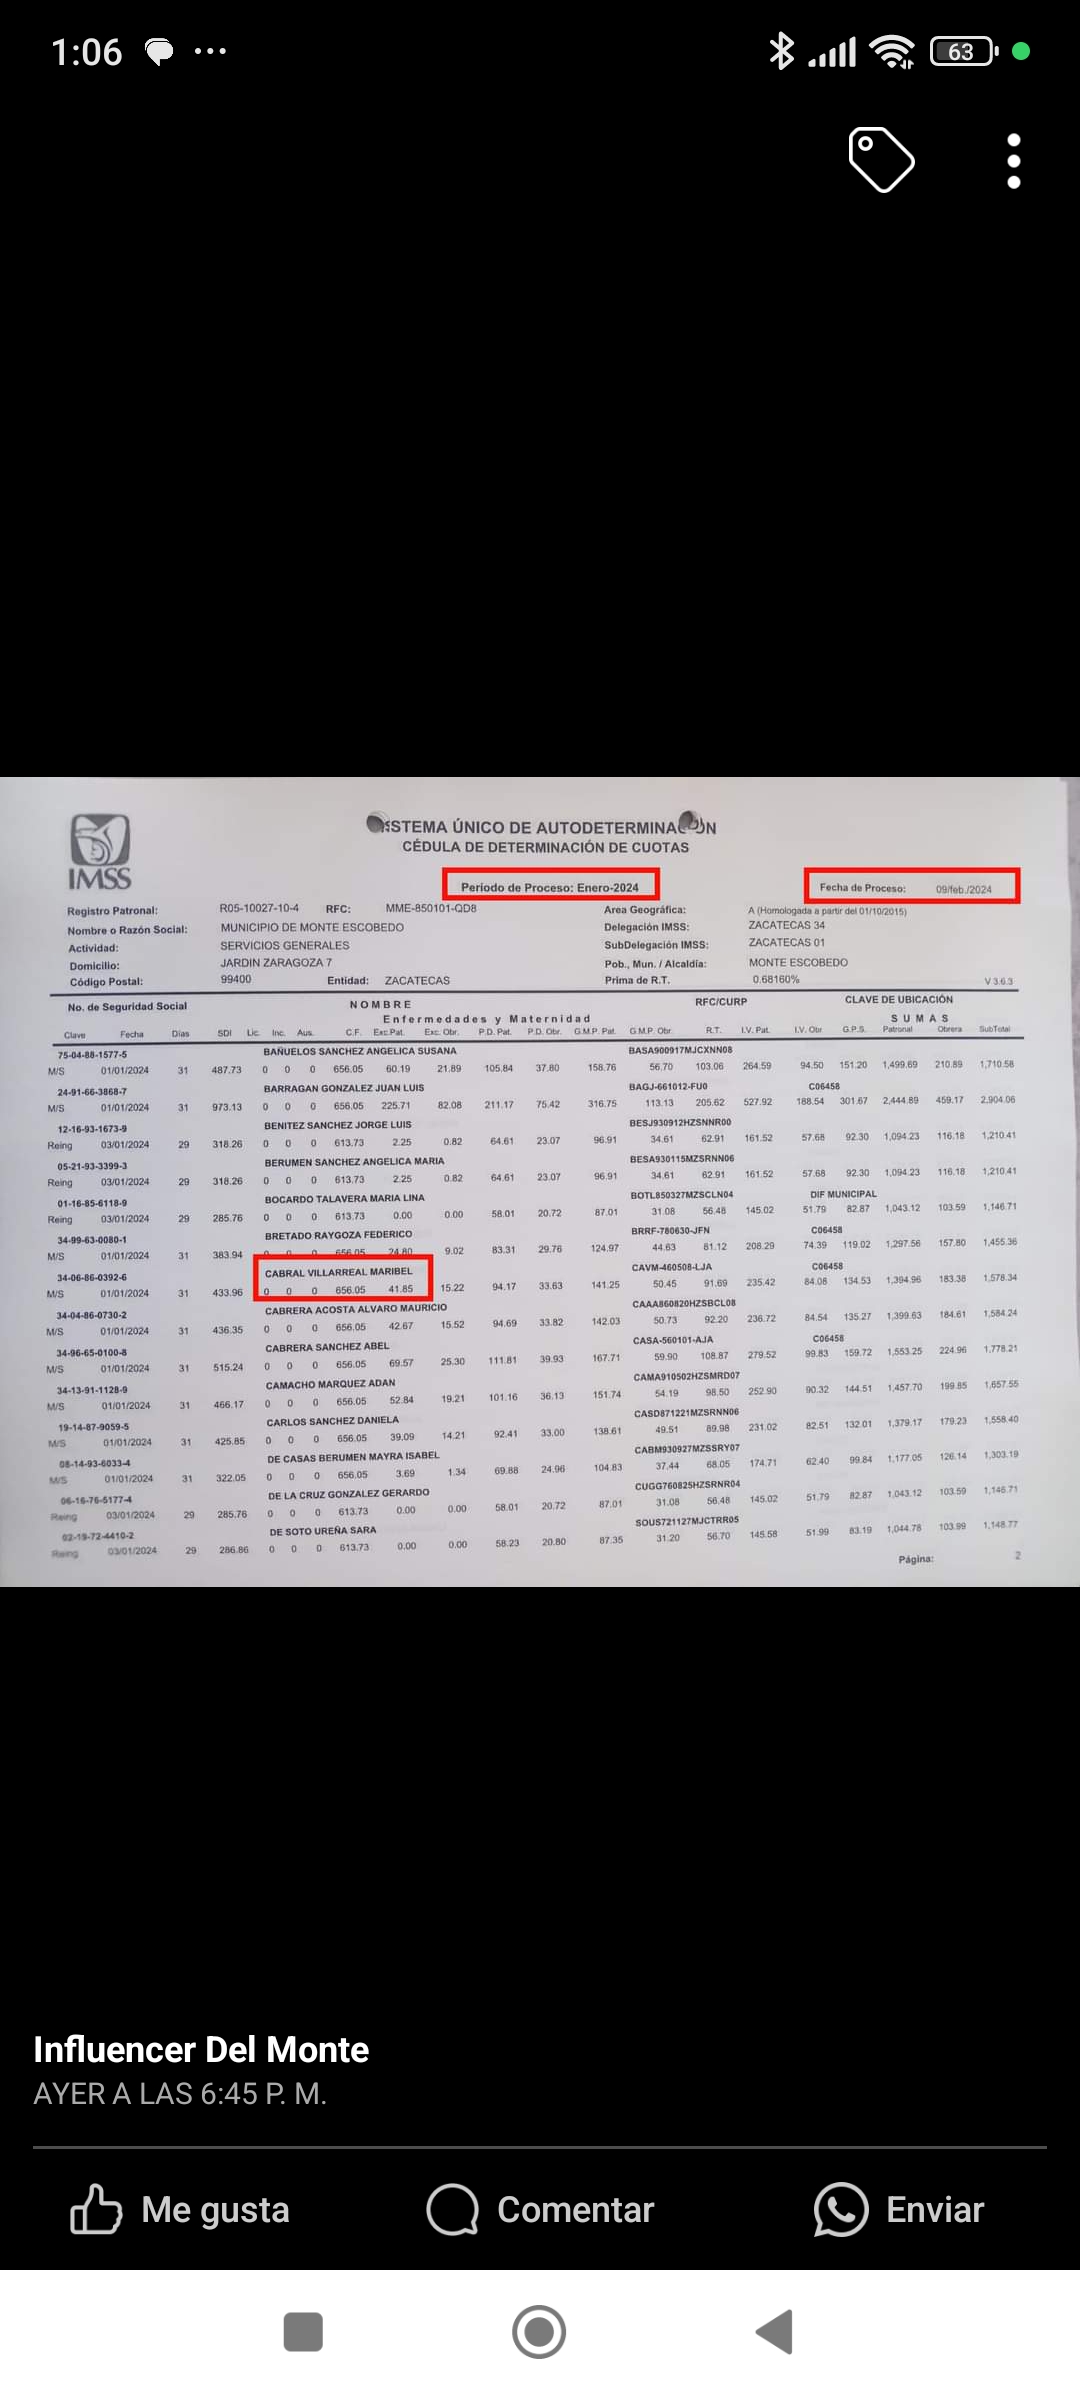 1:06
63
IMSS
SISTEMA ÚNICO DE AUTODETERMINACIÓN
CÉDULA DE DETERMINACIÓN DE CUOTAS
Periodo de Proceso: Enero-2024 Fecha de Proceso: 09/feb./2024
Registro Patronal: R05-10027-10-4 RFC: MME-850101-QD8 Area Geográfica: A (Homologada a partir del 01/10/2015)
Nombre o Razón Social: MUNICIPIO DE MONTE ESCOBEDO Delegación IMSS: ZACATECAS 34
Actividad: SERVICIOS GENERALES SubDelegación IMSS: ZACATECAS 01
Domicilio: JARDIN ZARAGOZA 7 Pob., Mun. / Alcaldía: MONTE ESCOBEDO
Código Postal: 99400 Entidad: ZACATECAS Prima de R.T. 0.68160% V 3.6.3
No. de Seguridad Social NOMBRE RFC/CURP CLAVE DE UBICACIÓN
Enfermedades y Maternidad SUMAS
Clave Fecha Días SDI Lic. Inc. Aus. C.F. Exc.Pat. Exc. Obr. P.D. Pat. P.D. Obr. G.M.P. Pat. G.M.P. Obr. R.T. I.V. Pat. I.V. Obr G.P.S. Patronal Obrera SubTotal
75-04-88-1577-5 BAÑUELOS SANCHEZ ANGELICA SUSANA BASA900917MJCXNN08
M/S 01/01/2024 31 487.73 0 0 0 656.05 60.19 21.89 105.84 37.80 158.76 56.70 103.06 264.59 94.50 151.20 1,499.69 210.89 1,710.58
24-91-66-3868-7 BARRAGAN GONZALEZ JUAN LUIS BAGJ-661012-FU0 C06458
M/S 01/01/2024 31 973.13 0 0 0 656.05 225.71 82.08 211.17 75.42 316.75 113.13 205.62 527.92 188.54 301.67 2,444.89 459.17 2,904.06
12-16-93-1673-9 BENITEZ SANCHEZ JORGE LUIS BESJ930912HZSNNR00
Reing 03/01/2024 29 318.26 0 0 0 613.73 2.25 0.82 64.61 23.07 96.91 34.61 62.91 161.52 57.68 92.30 1,094.23 116.18 1,210.41
05-21-93-3399-3 BERUMEN SANCHEZ ANGELICA MARIA BESA930115MZSRNN06
Reing 03/01/2024 29 318.26 0 0 0 613.73 2.25 0.82 64.61 23.07 96.91 34.61 62.91 161.52 57.68 92.30 1,094.23 116.18 1,210.41
01-16-85-6118-9 BOCARDO TALAVERA MARIA LINA BOTL850327MZSCLN04 DIF MUNICIPAL
Reing 03/01/2024 29 285.76 0 0 0 613.73 0.00 0.00 58.01 20.72 87.01 31.08 56.48 145.02 51.79 82.87 1,043.12 103.59 1,146.71
34-99-63-0080-1 BRETADO RAYGOZA FEDERICO BRRF-780630-JFN C06458
M/S 01/01/2024 31 383.94 0 0 0 656.05 24.80 9.02 83.31 29.76 124.97 44.63 81.12 208.29 74.39 119.02 1,297.56 157.80 1,455.36
34-06-86-0392-6 CABRAL VILLARREAL MARIBEL CAVM-460508-LJA C06458
M/S 01/01/2024 31 433.96 0 0 0 656.05 41.85 15.22 94.17 33.63 141.25 50.45 91.69 235.42 84.08 134.53 1,394.96 183.38 1,578.34
34-04-86-0730-2 CABRERA ACOSTA ALVARO MAURICIO CAAA860820HZSBCL08
M/S 01/01/2024 31 436.35 0 0 0 656.05 42.67 15.52 94.69 33.82 142.03 50.73 92.20 236.72 84.54 135.27 1,399.63 184.61 1,584.24
34-96-65-0100-8 CABRERA SANCHEZ ABEL CASA-560101-AJA C06458
M/S 01/01/2024 31 515.24 0 0 0 656.05 69.57 25.30 111.81 39.93 167.71 59.90 108.87 279.52 99.83 159.72 1,553.25 224.96 1,778.21
34-13-91-1128-9 CAMACHO MARQUEZ ADAN CAMA910502HZSMRD07
M/S 01/01/2024 31 466.17 0 0 0 656.05 52.84 19.21 101.16 36.13 151.74 54.19 98.50 252.90 90.32 144.51 1,457.70 199.85 1,657.55
19-14-87-9059-5 CARLOS SANCHEZ DANIELA CASD871221MZSRNN06
M/S 01/01/2024 31 425.85 0 0 0 656.05 39.09 14.21 92.41 33.00 138.61 49.51 89.98 231.02 82.51 132.01 1,379.17 179.23 1,558.40
08-14-93-6033-4 DE CASAS BERUMEN MAYRA ISABEL CABM930927MZSSRY07
M/S 01/01/2024 31 322.05 0 0 0 656.05 3.69 1.34 69.88 24.96 104.83 37.44 68.05 174.71 62.40 99.84 1,177.05 126.14 1,303.19
06-16-76-5177-4 DE LA CRUZ GONZALEZ GERARDO CUGG760825HZSRNR04
Reing 03/01/2024 29 285.76 0 0 0 613.73 0.00 0.00 58.01 20.72 87.01 31.08 56.48 145.02 51.79 82.87 1,043.12 103.59 1,146.71
02-19-72-4410-2 DE SOTO UREÑA SARA SOUS721127MJCTRR05
Reing 03/01/2024 29 286.86 0 0 0 613.73 0.00 0.00 58.23 20.80 87.35 31.20 56.70 145.58 51.99 83.19 1,044.78 103.99 1,148.77
Página: 2
Influencer Del Monte
AYER A LAS 6:45 P. M.
Me gusta Comentar Enviar